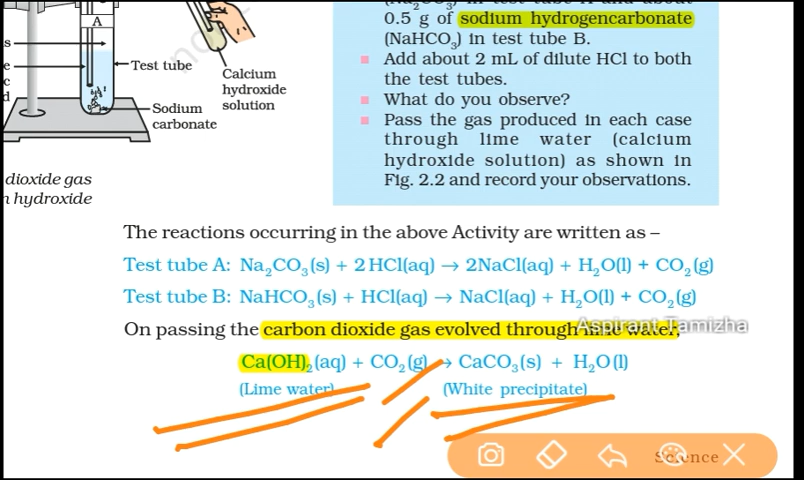 A
Test tube
Calcium
hydroxide
solution
Sodium
carbonate
dioxide gas
hydroxide
0.5 g of sodium hydrogencarbonate
(NaHCO₃) in test tube B.
Add about 2 mL of dilute HCl to both
the test tubes.
What do you observe?
Pass the gas produced in each case
through lime water (calcium
hydroxide solution) as shown in
Fig. 2.2 and record your observations.
The reactions occurring in the above Activity are written as –
Test tube A: Na₂CO₃(s) + 2HCl(aq) → 2NaCl(aq) + H₂O(l) + CO₂(g)
Test tube B: NaHCO₃(s) + HCl(aq) → NaCl(aq) + H₂O(l) + CO₂(g)
On passing the carbon dioxide gas evolved through lime water,
Aspirant Tamizha
Ca(OH)₂(aq) + CO₂(g) → CaCO₃(s) + H₂O(l)
(Lime water) (White precipitate)
Science